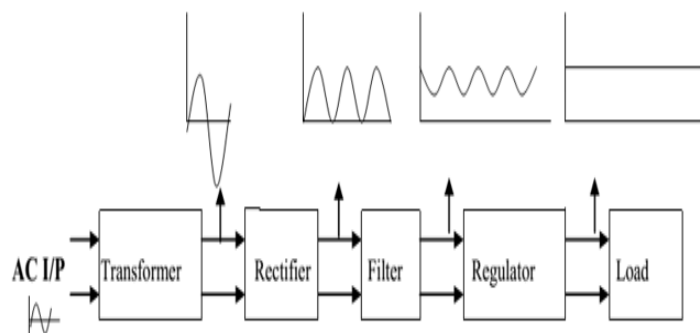 AC I/P
Transformer
Rectifier
Filter
Regulator
Load